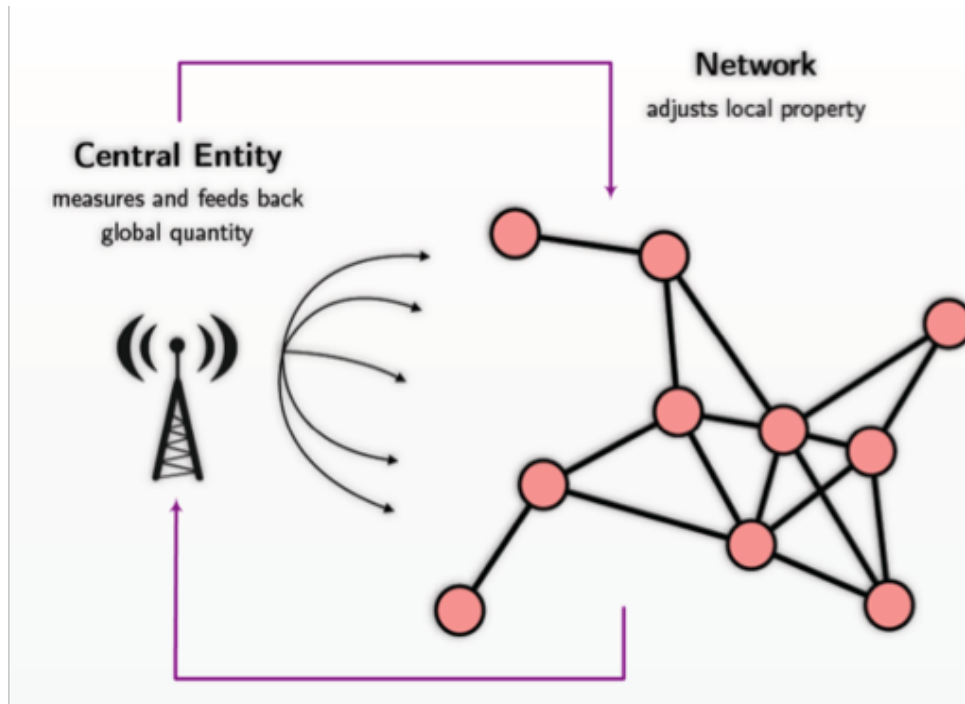 Network
adjusts local property
Central Entity
measures and feeds back
global quantity